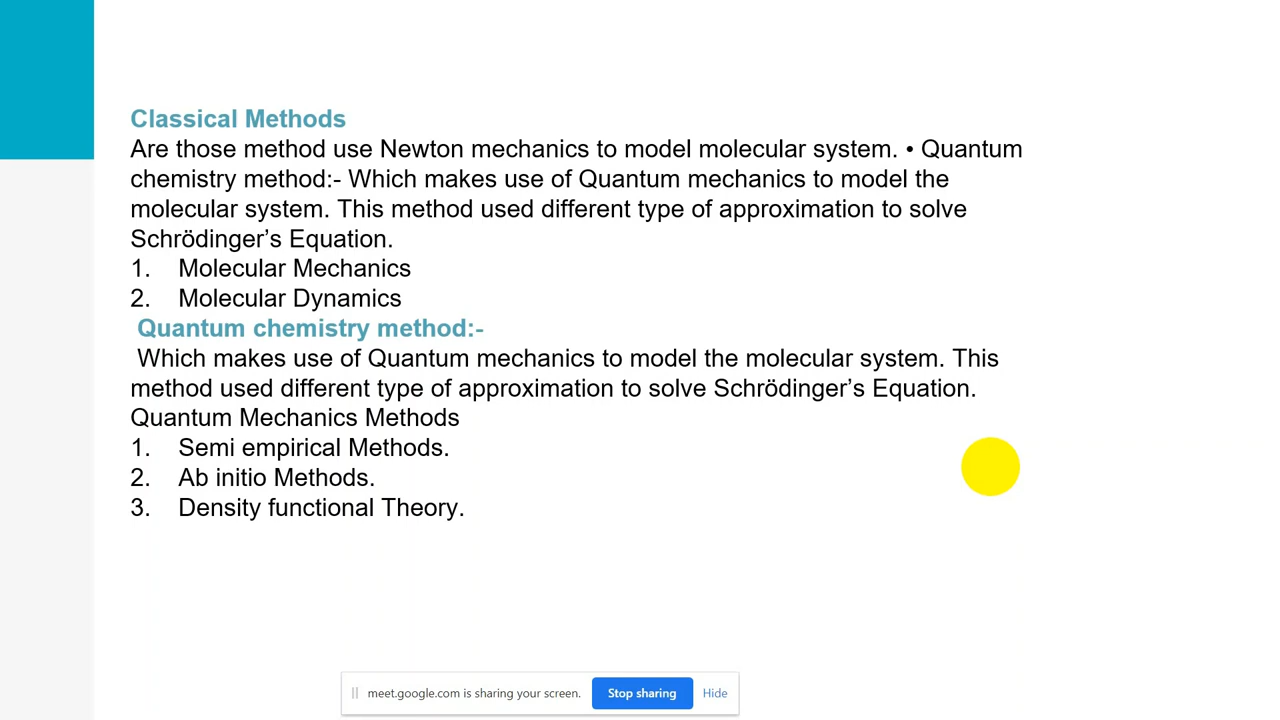 Classical Methods
Are those method use Newton mechanics to model molecular system. • Quantum
chemistry method:- Which makes use of Quantum mechanics to model the
molecular system. This method used different type of approximation to solve
Schrödinger’s Equation.
1. Molecular Mechanics
2. Molecular Dynamics
Quantum chemistry method:-
Which makes use of Quantum mechanics to model the molecular system. This
method used different type of approximation to solve Schrödinger’s Equation.
Quantum Mechanics Methods
1. Semi empirical Methods.
2. Ab initio Methods.
3. Density functional Theory.
meet.google.com is sharing your screen. Stop sharing Hide